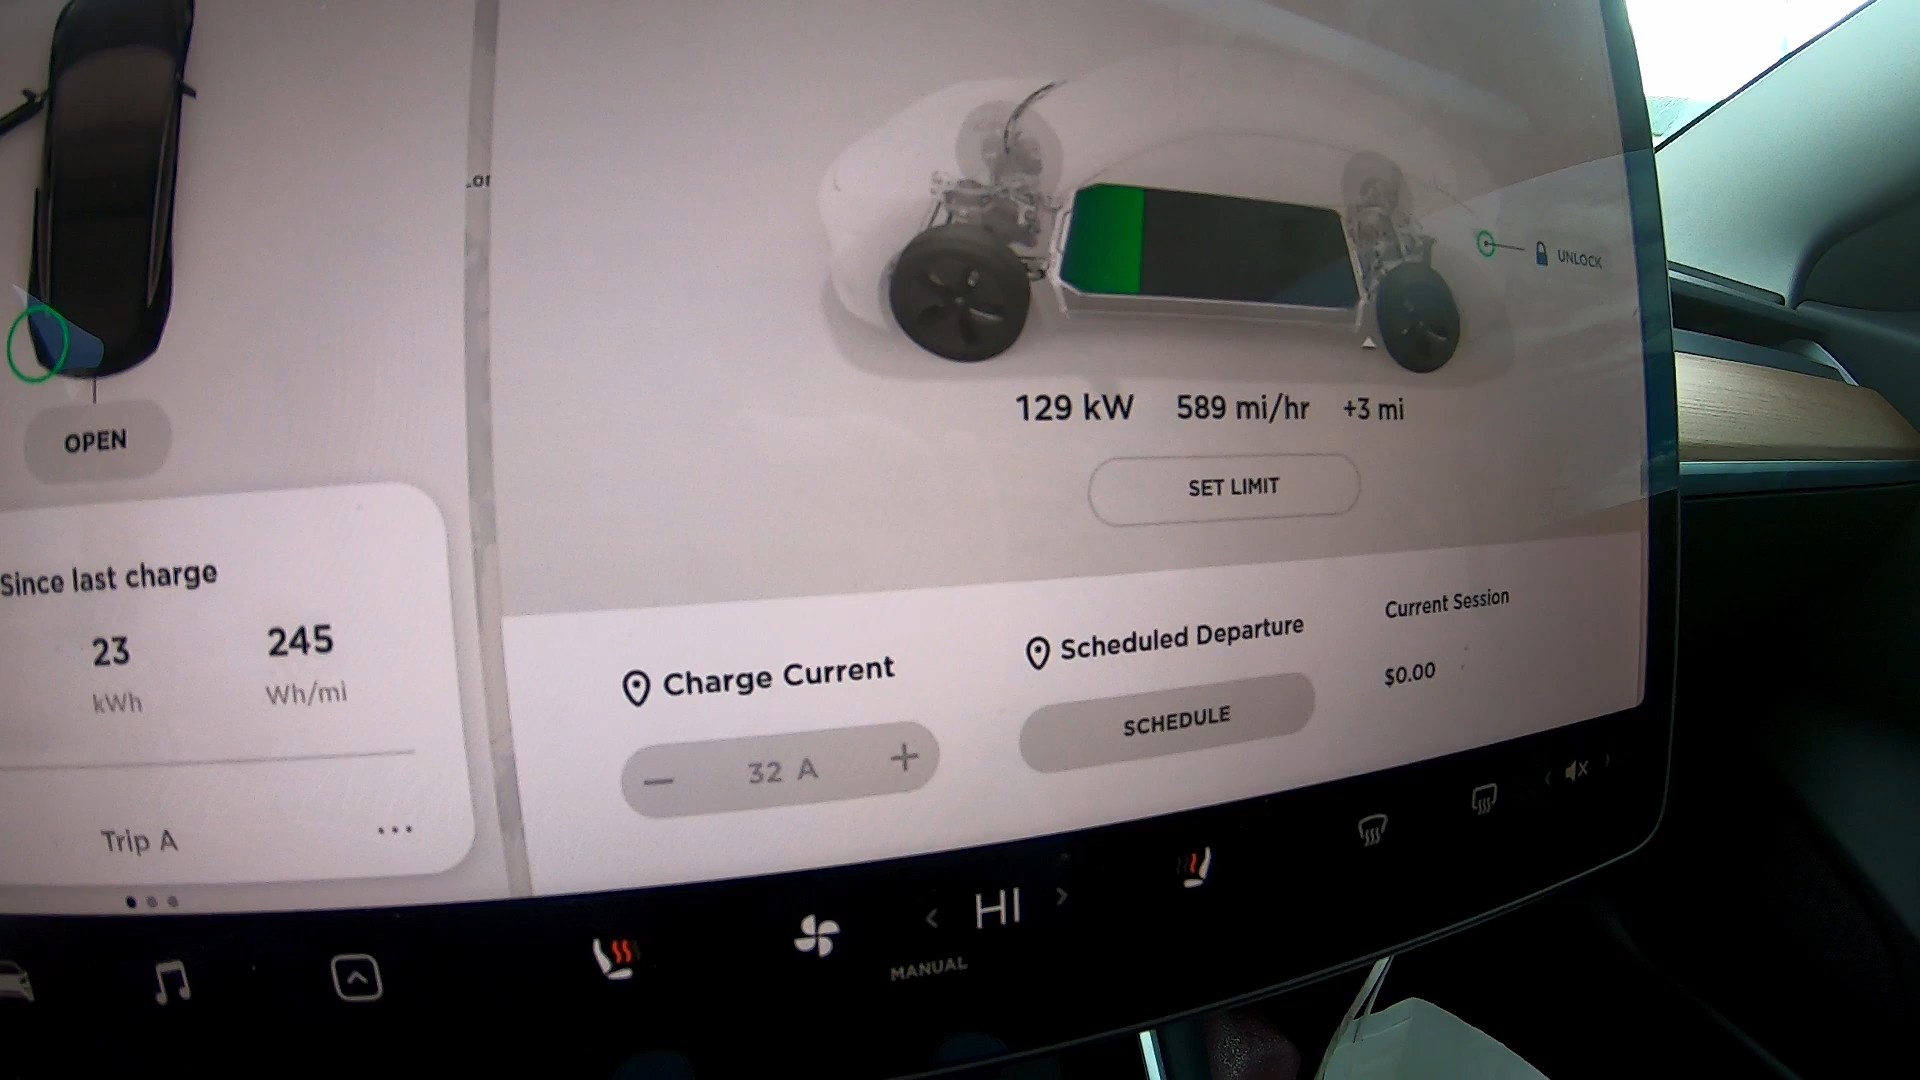 UNLOCK
129 kW 589 mi/hr +3 mi
SET LIMIT
OPEN
Since last charge
23 245
kWh Wh/mi
Trip A
Charge Current
32 A
Scheduled Departure
SCHEDULE
Current Session
$0.00
HI
MANUAL